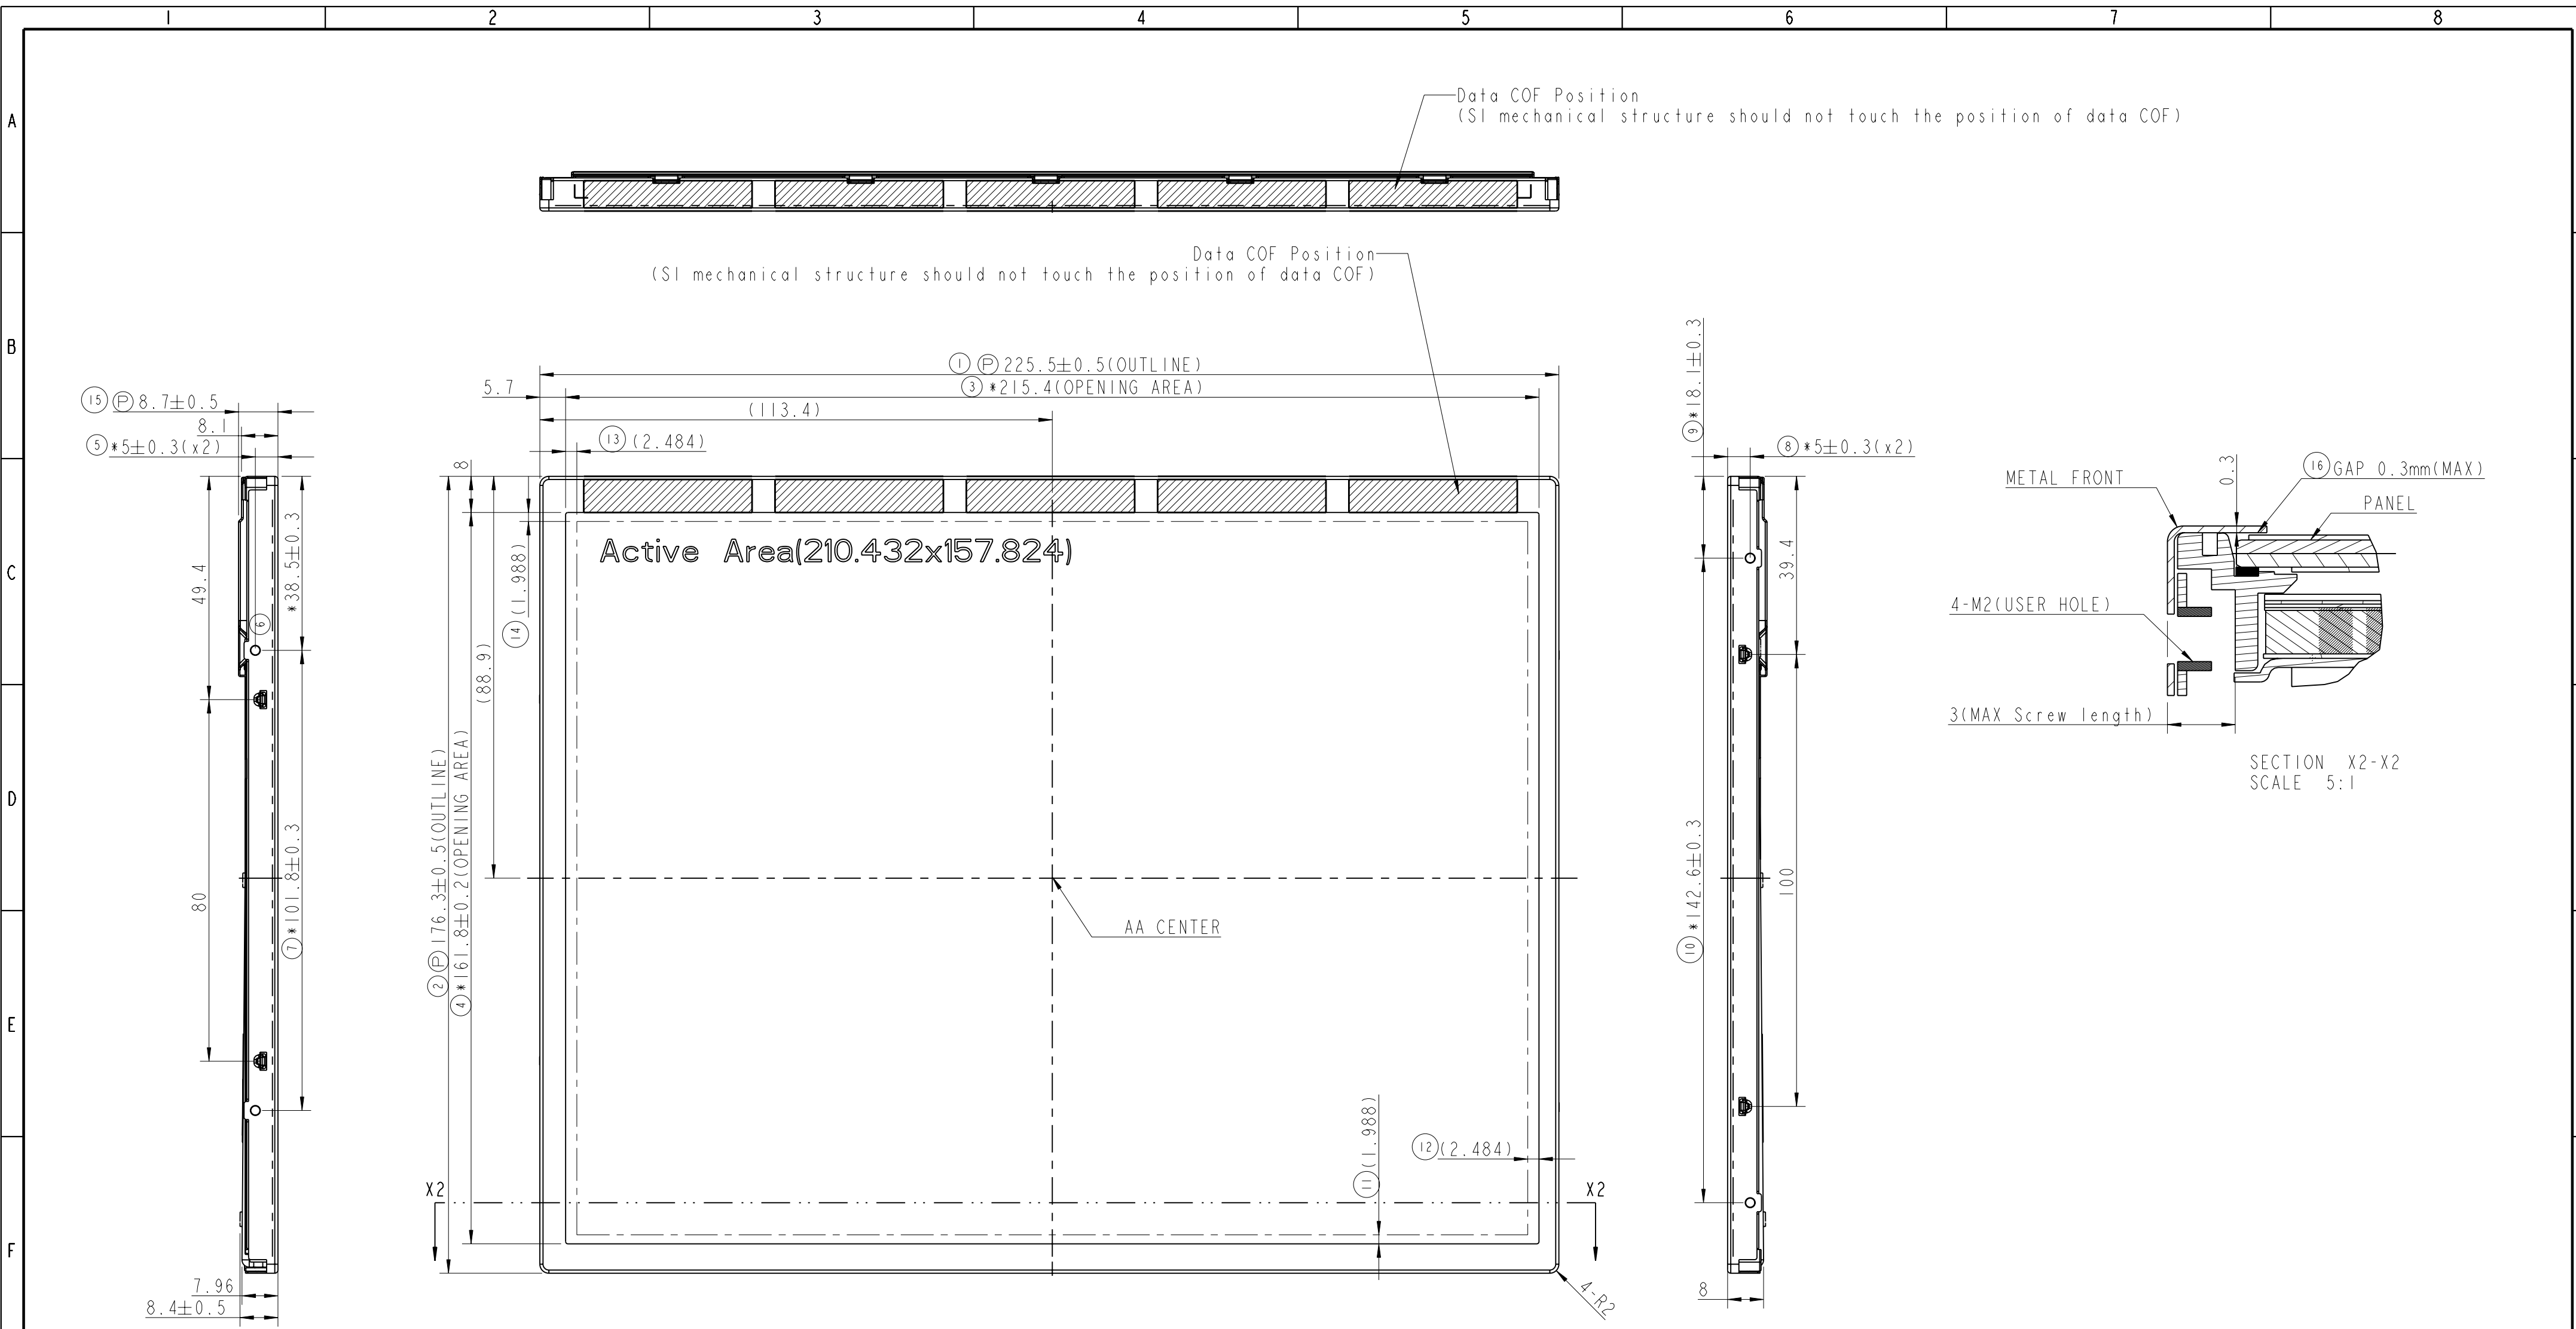 1 2 3 4 5 6 7 8
A
B
C
D
E
F
Data COF Position
(SI mechanical structure should not touch the position of data COF)
Data COF Position
(SI mechanical structure should not touch the position of data COF)
15 P 8.7±0.5
8.1
5 *5±0.3(x2)
49.4
*38.5±0.3
6
80
7 *101.8±0.3
7.96
8.4±0.5
1 P 225.5±0.5(OUTLINE)
5.7
3 *215.4(OPENING AREA)
(113.4)
13 (2.484)
8
14 (1.988)
(88.9)
2 P 176.3±0.5(OUTLINE)
4 *161.8±0.2(OPENING AREA)
Active Area(210.432x157.824)
AA CENTER
11 (1.988)
12 (2.484)
X2
X2
4-R2
9 *18.1±0.3
8 *5±0.3(x2)
39.4
10 *142.6±0.3
100
8
METAL FRONT
0.3
16 GAP 0.3mm(MAX)
PANEL
4-M2(USER HOLE)
3(MAX Screw length)
SECTION X2-X2
SCALE 5:1